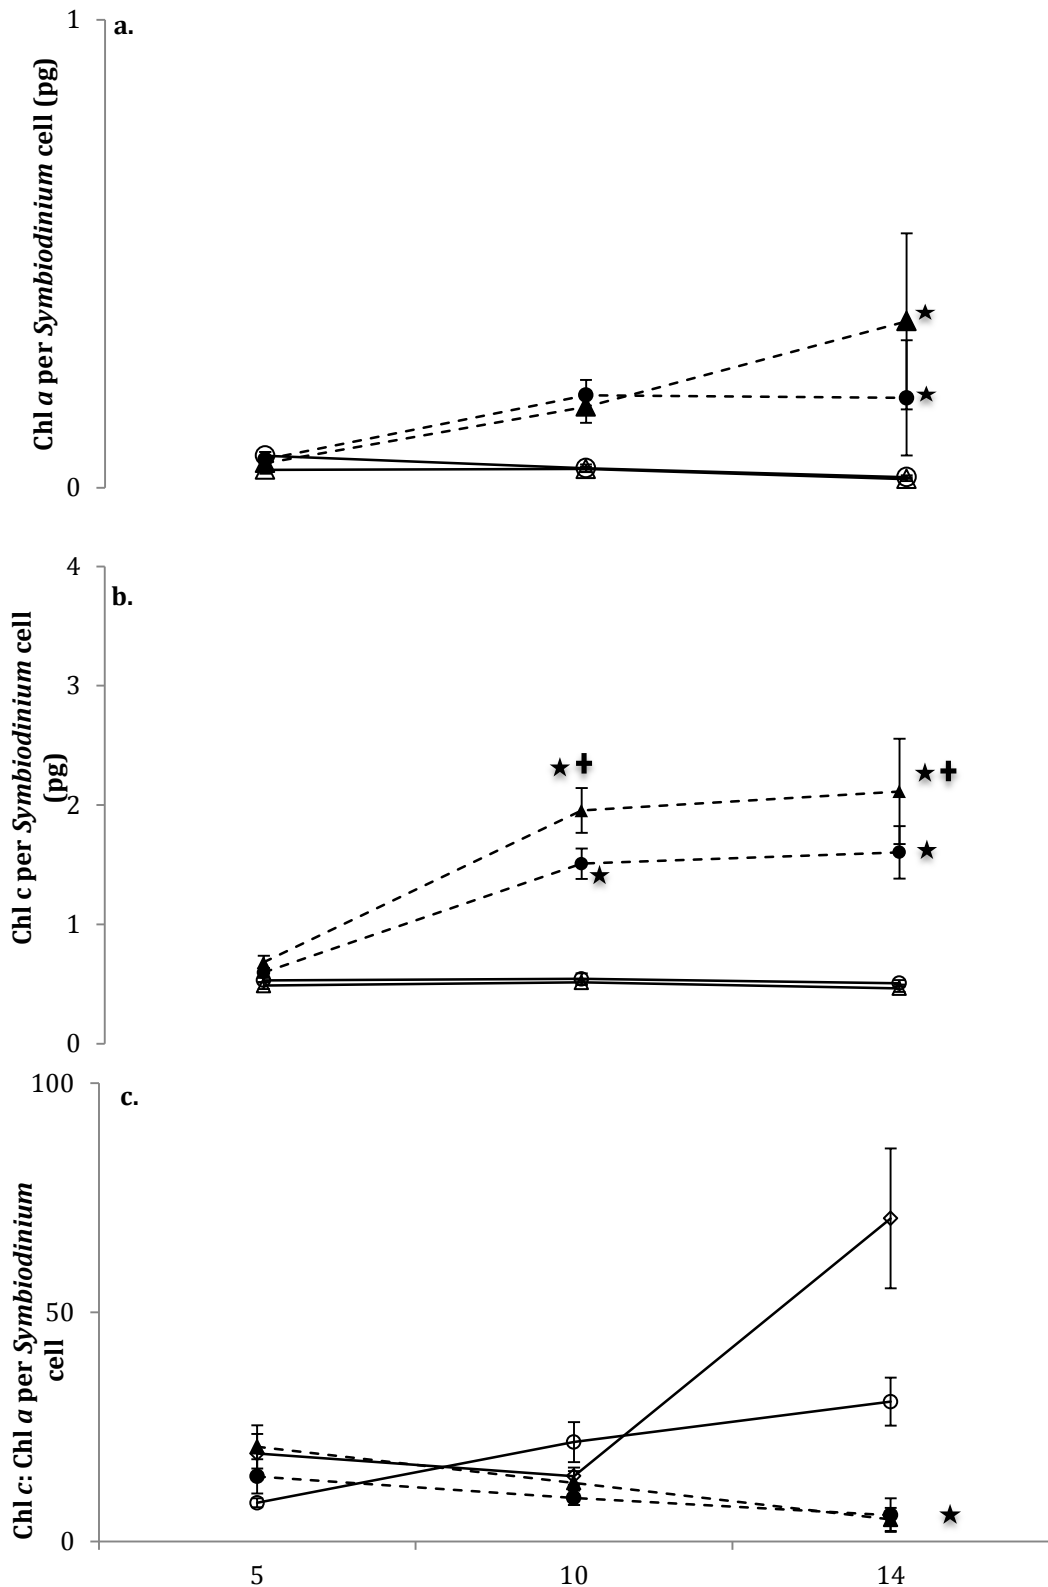 1
a.
Chl a per Symbiodinium cell (pg)
0
4
b.
3
Chl c per Symbiodinium cell
(pg)
2
1
0
100
c.
Chl c: Chl a per Symbiodinium
cell
50
0
5 10 14